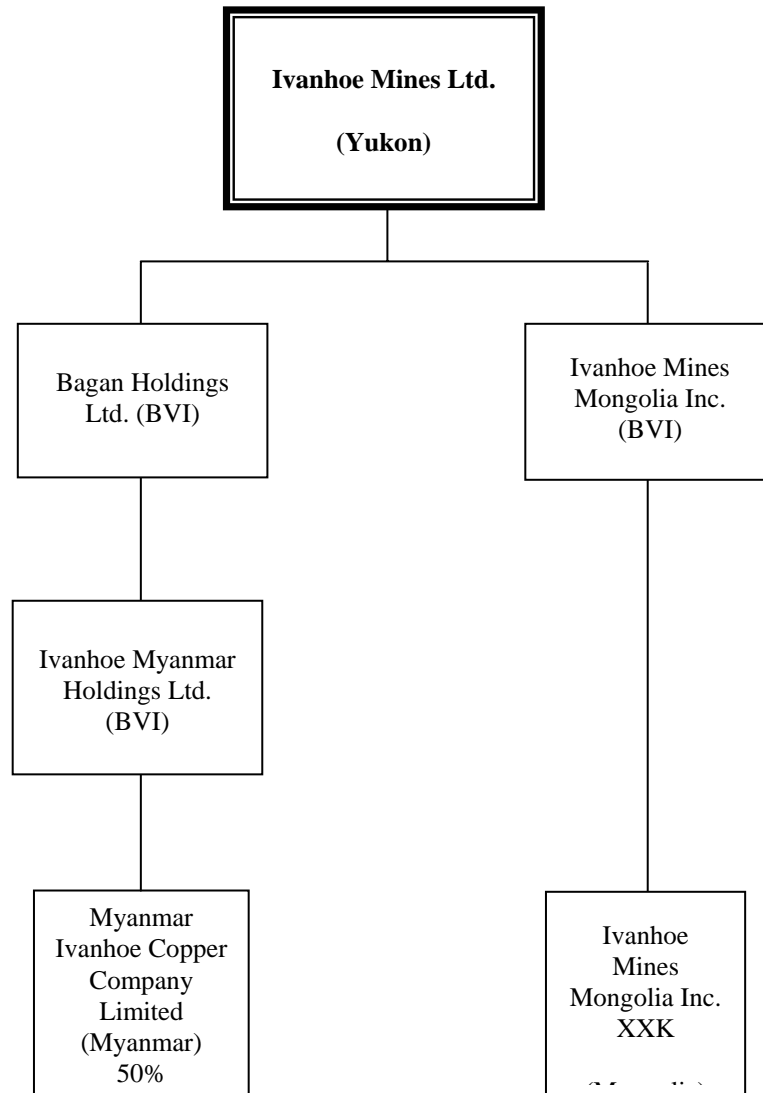 Ivanhoe Mines Ltd.
(Yukon)
Bagan Holdings
Ltd. (BVI)
Ivanhoe Mines
Mongolia Inc.
(BVI)
Ivanhoe Myanmar
Holdings Ltd.
(BVI)
Myanmar
Ivanhoe Copper
Company
Limited
(Myanmar)
50%
Ivanhoe
Mines
Mongolia Inc.
XXK